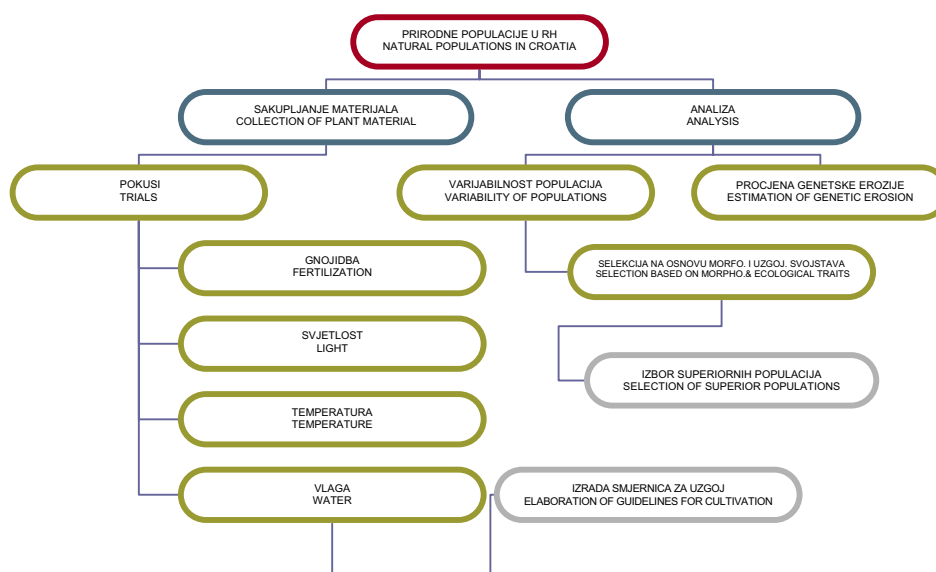 PRIRODNE POPULACIJE U RH
NATURAL POPULATIONS IN CROATIA
SAKUPLJANJE MATERIJALA
COLLECTION OF PLANT MATERIAL
ANALIZA
ANALYSIS
POKUSI
TRIALS
VARIJABILNOST POPULACIJA
VARIABILITY OF POPULATIONS
PROCJENA GENETSKE EROZIJE
ESTIMATION OF GENETIC EROSION
GNOJIDBA
FERTILIZATION
SELEKCIJA NA OSNOVU MORFO. I UZGOJ. SVOJSTAVA
SELECTION BASED ON MORPHO.& ECOLOGICAL TRAITS
SVJETLOST
LIGHT
IZBOR SUPERIORNIH POPULACIJA
SELECTION OF SUPERIOR POPULATIONS
TEMPERATURA
TEMPERATURE
VLAGA
WATER
IZRADA SMJERNICA ZA UZGOJ
ELABORATION OF GUIDELINES FOR CULTIVATION